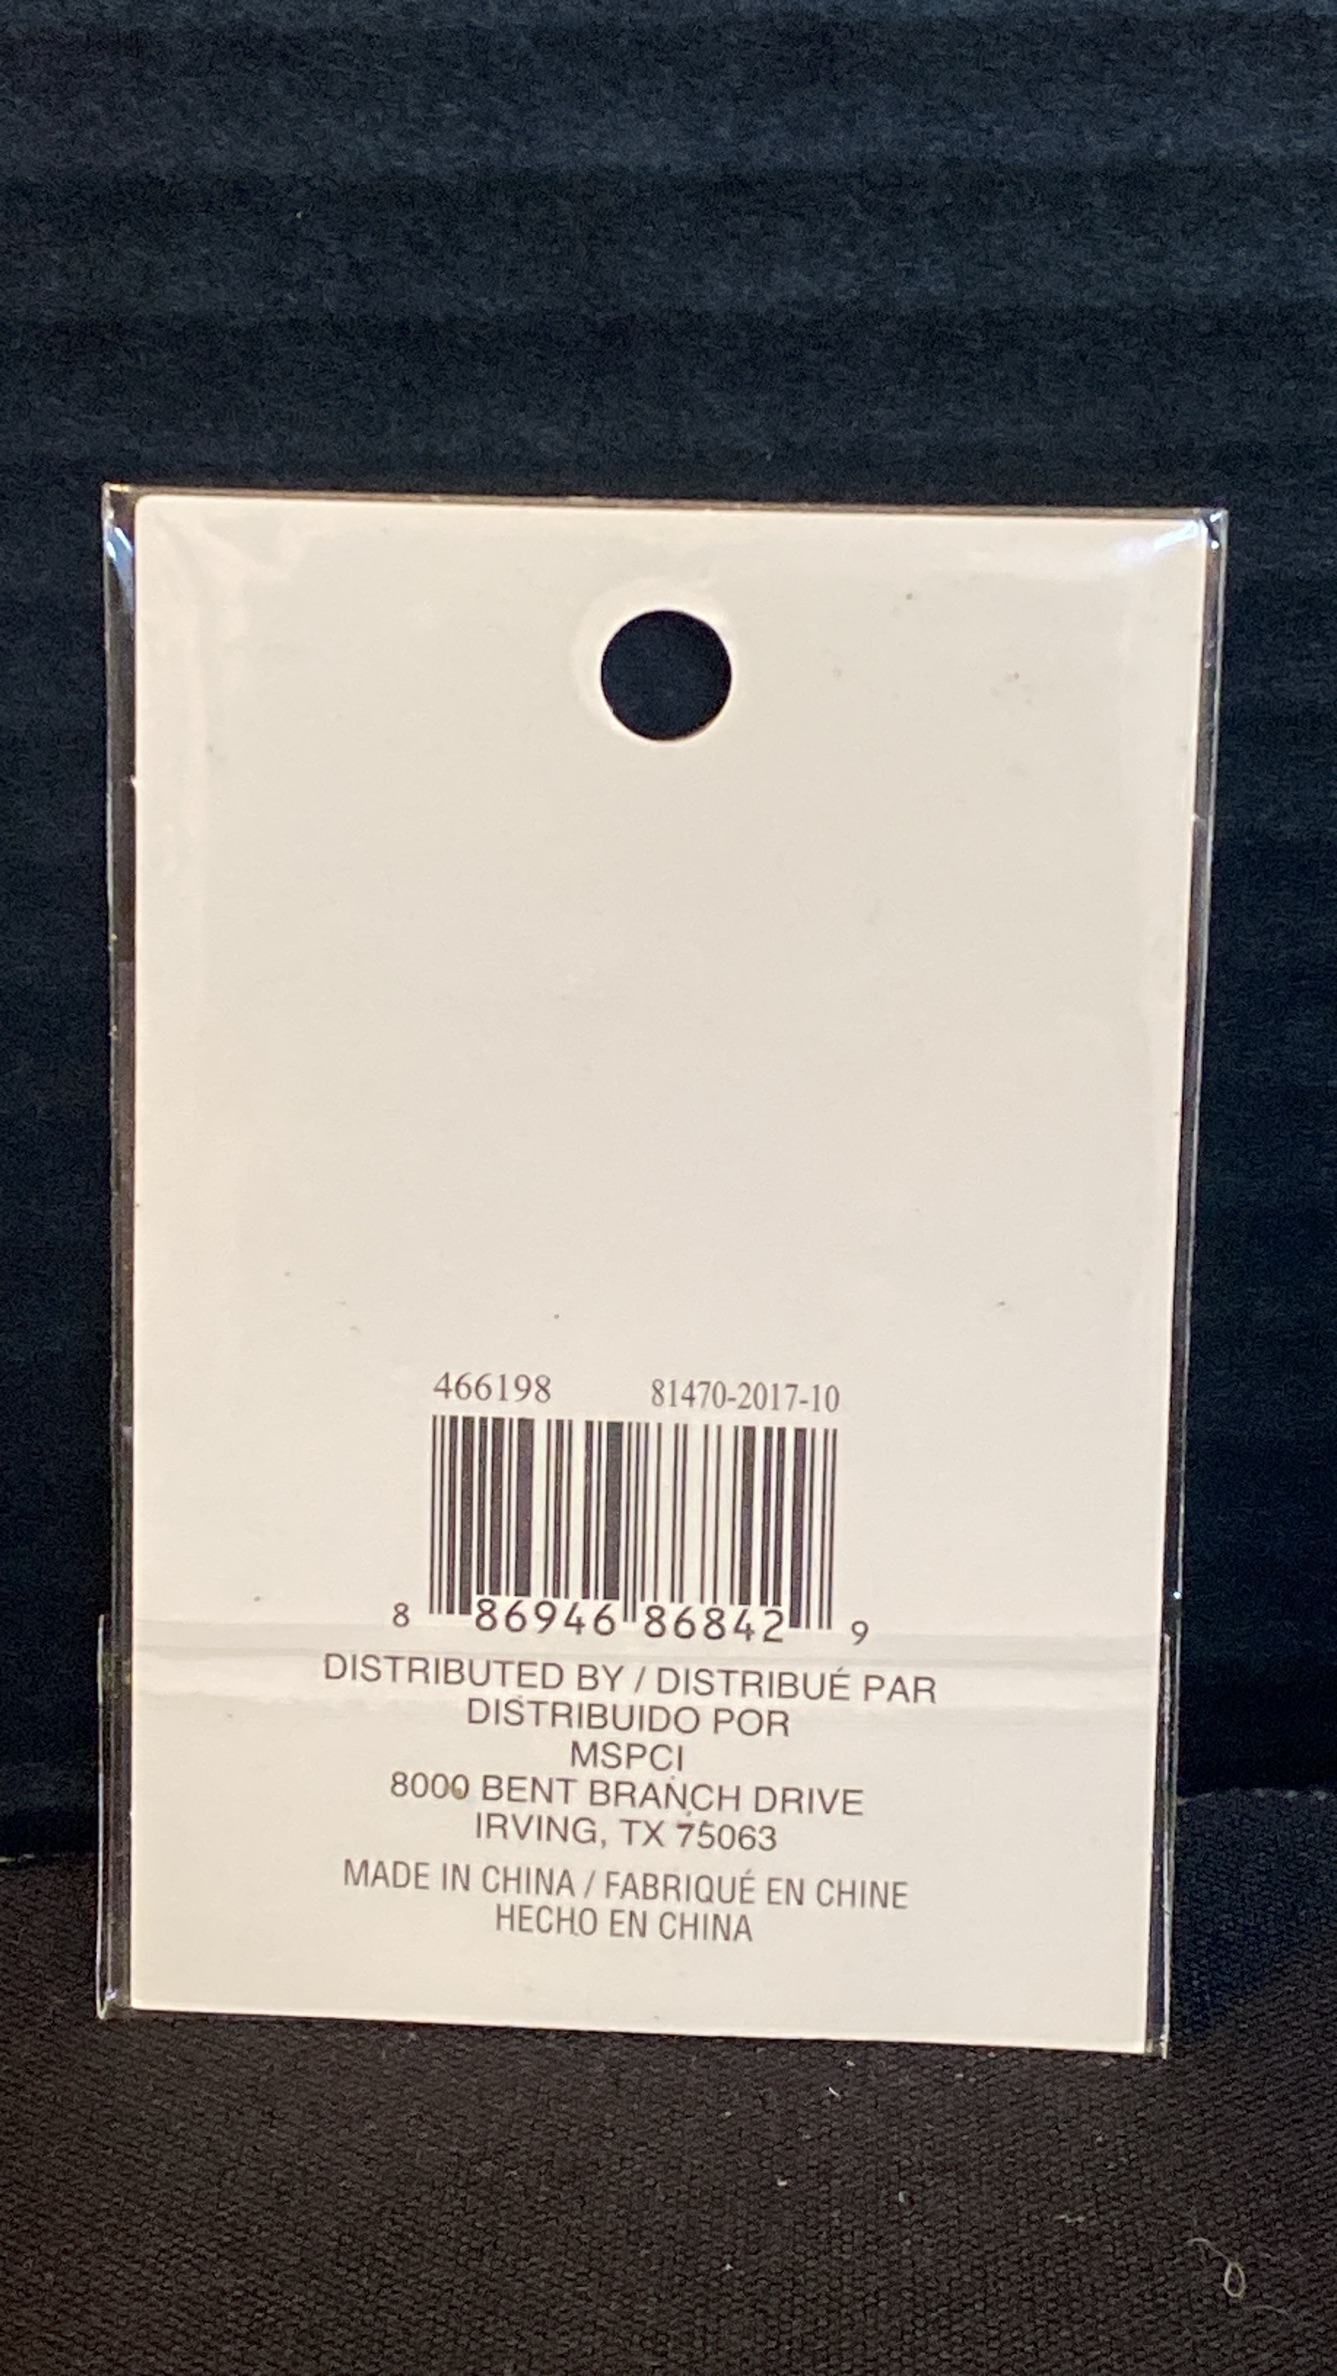 466198 81470-2017-10
8 86946 86842 9
DISTRIBUTED BY / DISTRIBUÉ PAR
DISTRIBUIDO POR
MSPCI
8000 BENT BRANCH DRIVE
IRVING, TX 75063
MADE IN CHINA / FABRIQUÉ EN CHINE
HECHO EN CHINA